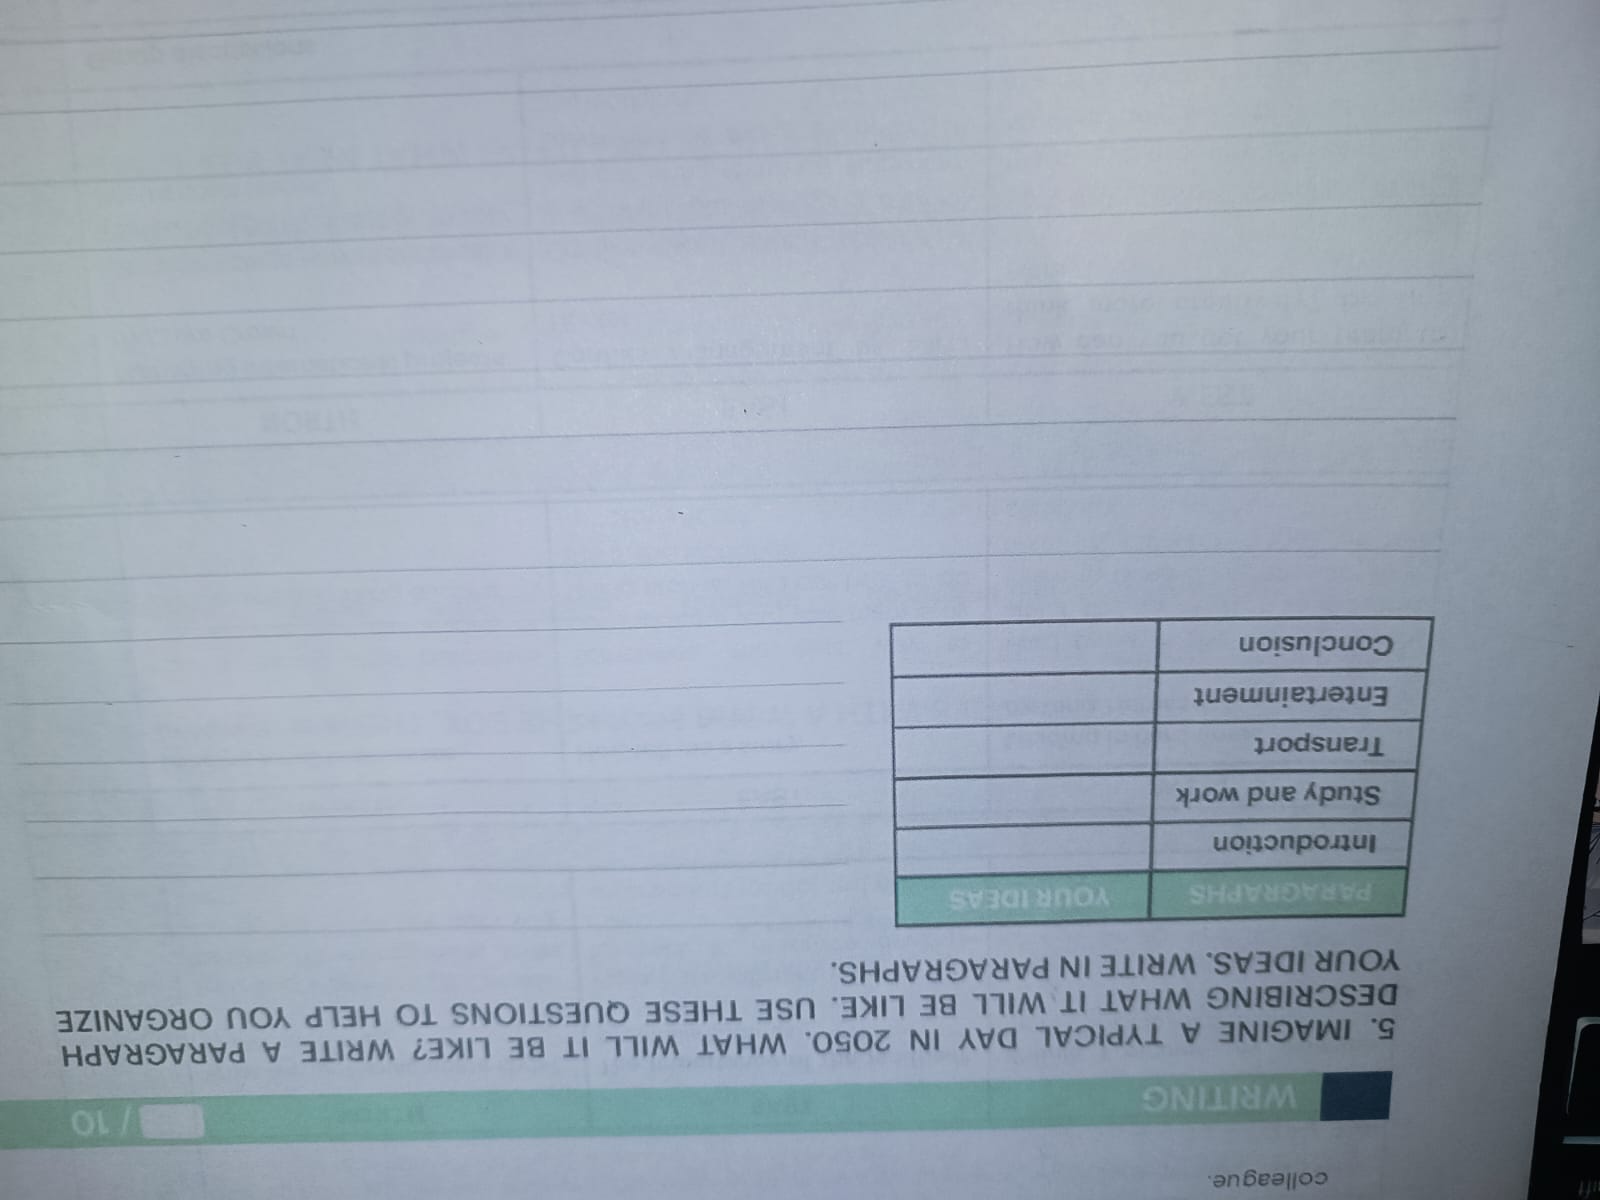 colleague.
WRITING
/ 10
5. IMAGINE A TYPICAL DAY IN 2050. WHAT WILL IT BE LIKE? WRITE A PARAGRAPH
DESCRIBING WHAT IT WILL BE LIKE. USE THESE QUESTIONS TO HELP YOU ORGANIZE
YOUR IDEAS. WRITE IN PARAGRAPHS.
PARAGRAPHS YOUR IDEAS
Introduction
Study and work
Transport
Entertainment
Conclusion